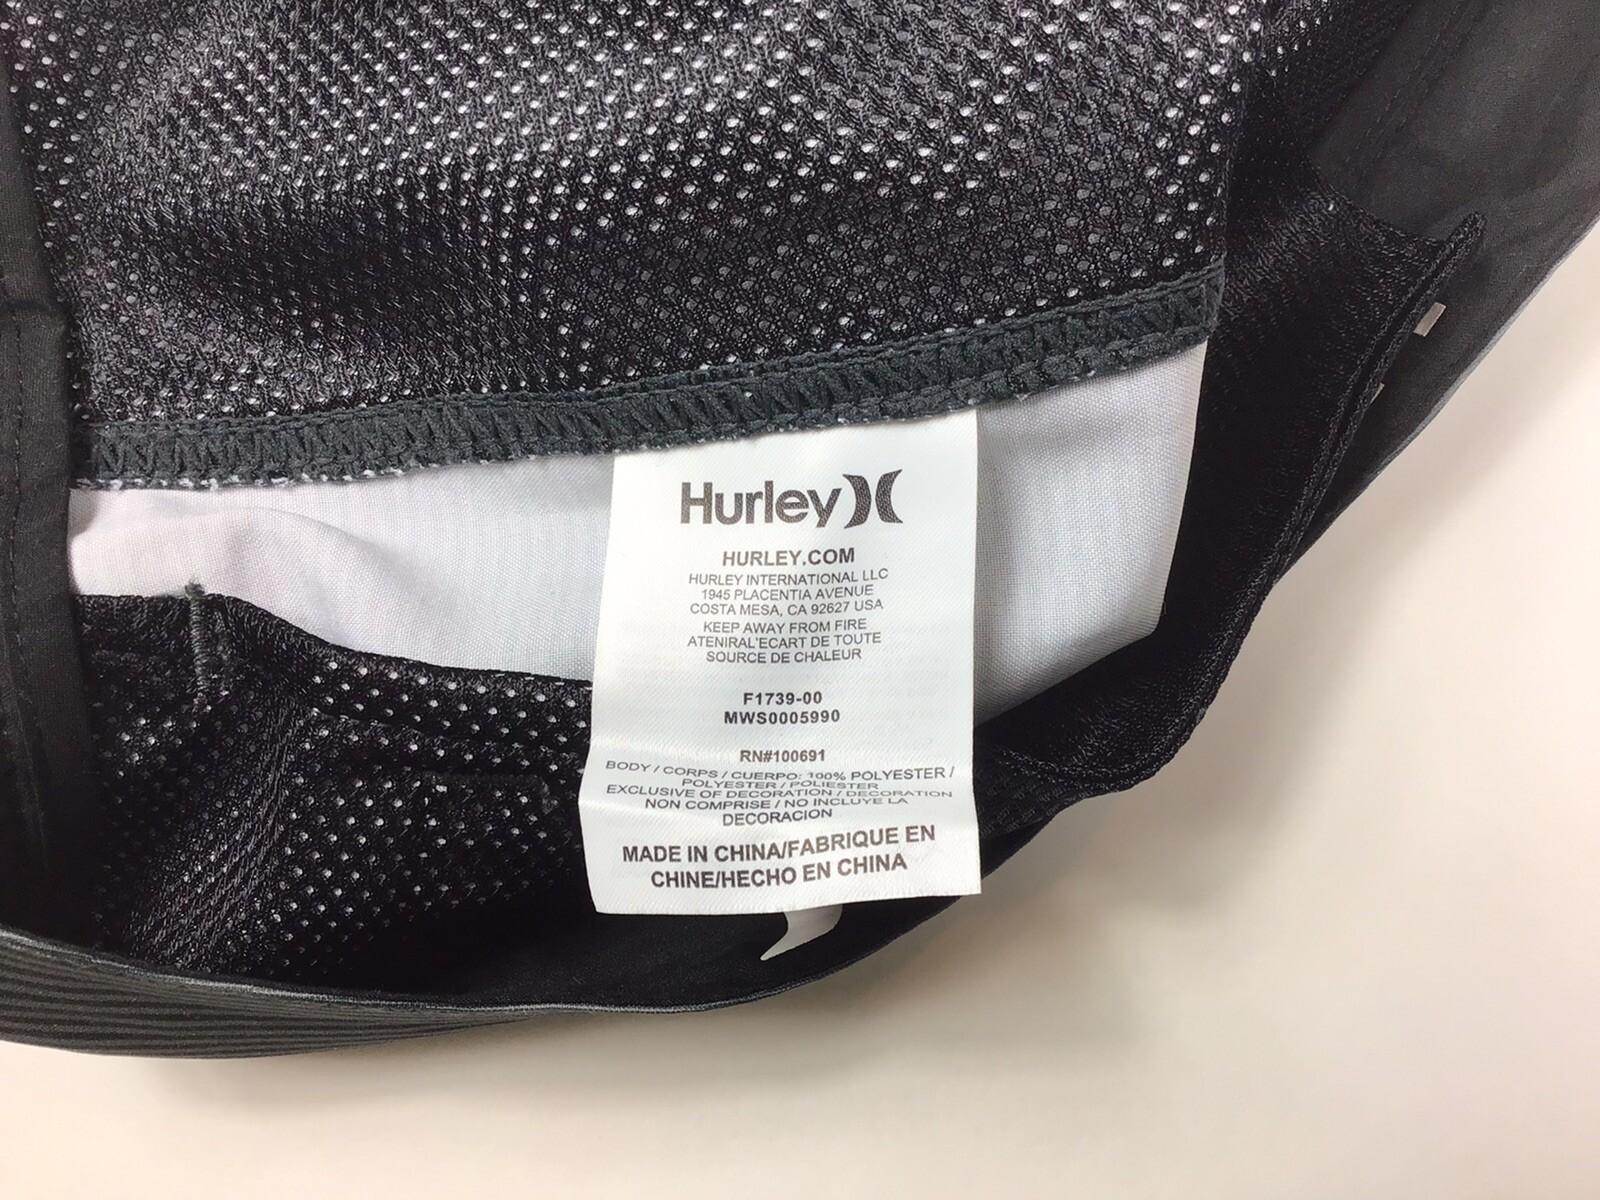 Hurley
HURLEY.COM
HURLEY INTERNATIONAL LLC
1945 PLACENTIA AVENUE
COSTA MESA, CA 92627 USA
KEEP AWAY FROM FIRE
ATENIRAL'ECART DE TOUTE
SOURCE DE CHALEUR
F1739-00
MWS0005990
RN#100691
BODY / CORPS / CUERPO: 100% POLYESTER /
POLYESTER / POLIESTER
EXCLUSIVE OF DECORATION / DECORATION
NON COMPRISE / NO INCLUYE LA
DECORACION
MADE IN CHINA/FABRIQUE EN
CHINE/HECHO EN CHINA